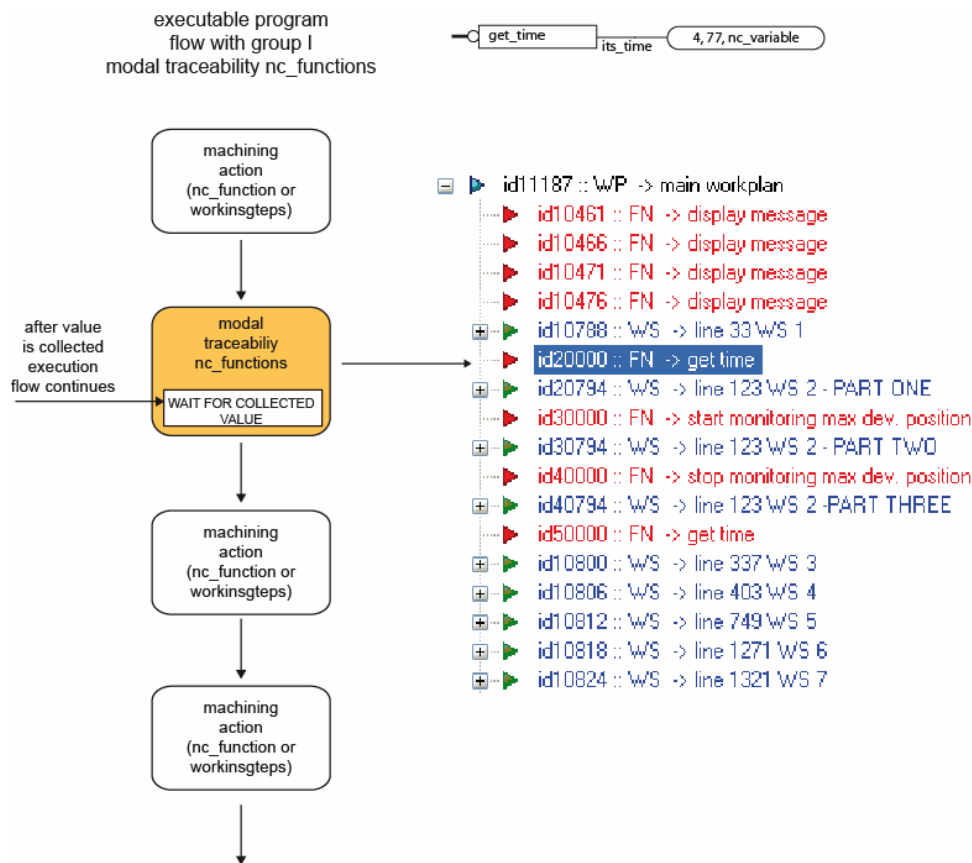 executable program
flow with group I
modal traceability nc_functions
get_time
its_time
4, 77, nc_variable
machining
action
(nc_function or
workinsgteps)
after value
is collected
execution
flow continues
modal
traceabiliy
nc_functions
WAIT FOR COLLECTED
VALUE
machining
action
(nc_function or
workinsgteps)
machining
action
(nc_function or
workinsgteps)
id11187 :: WP -> main workplan
id10461 :: FN -> display message
id10466 :: FN -> display message
id10471 :: FN -> display message
id10476 :: FN -> display message
id10788 :: WS -> line 33 WS 1
id20000 :: FN -> get time
id20794 :: WS -> line 123 WS 2 - PART ONE
id30000 :: FN -> start monitoring max dev. position
id30794 :: WS -> line 123 WS 2 - PART TWO
id40000 :: FN -> stop monitoring max dev. position
id40794 :: WS -> line 123 WS 2 -PART THREE
id50000 :: FN -> get time
id10800 :: WS -> line 337 WS 3
id10806 :: WS -> line 403 WS 4
id10812 :: WS -> line 749 WS 5
id10818 :: WS -> line 1271 WS 6
id10824 :: WS -> line 1321 WS 7